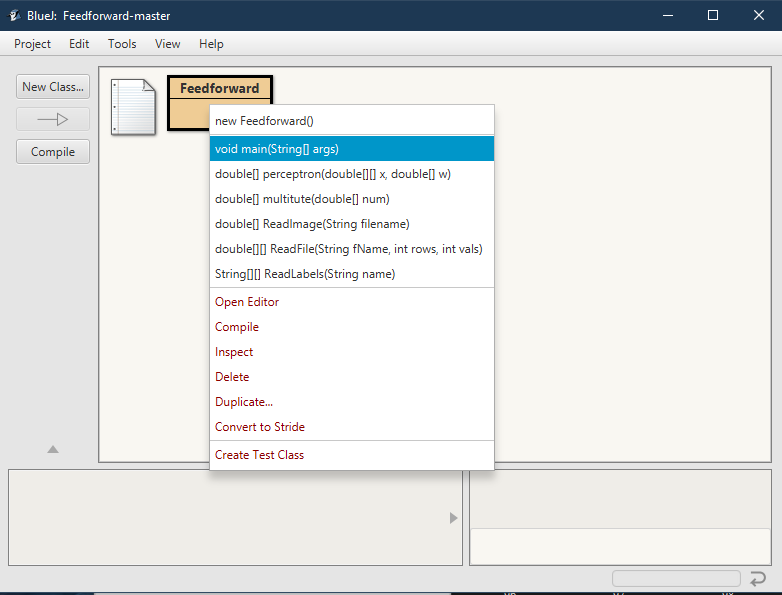 BlueJ: Feedforward-master
Project Edit Tools View Help
New Class...
Compile
Feedforward
new Feedforward()
void main(String[] args)
double[] perceptron(double[][] x, double[] w)
double[] multitute(double[] num)
double[] ReadImage(String filename)
double[][] ReadFile(String fName, int rows, int vals)
String[][] ReadLabels(String name)
Open Editor
Compile
Inspect
Delete
Duplicate...
Convert to Stride
Create Test Class